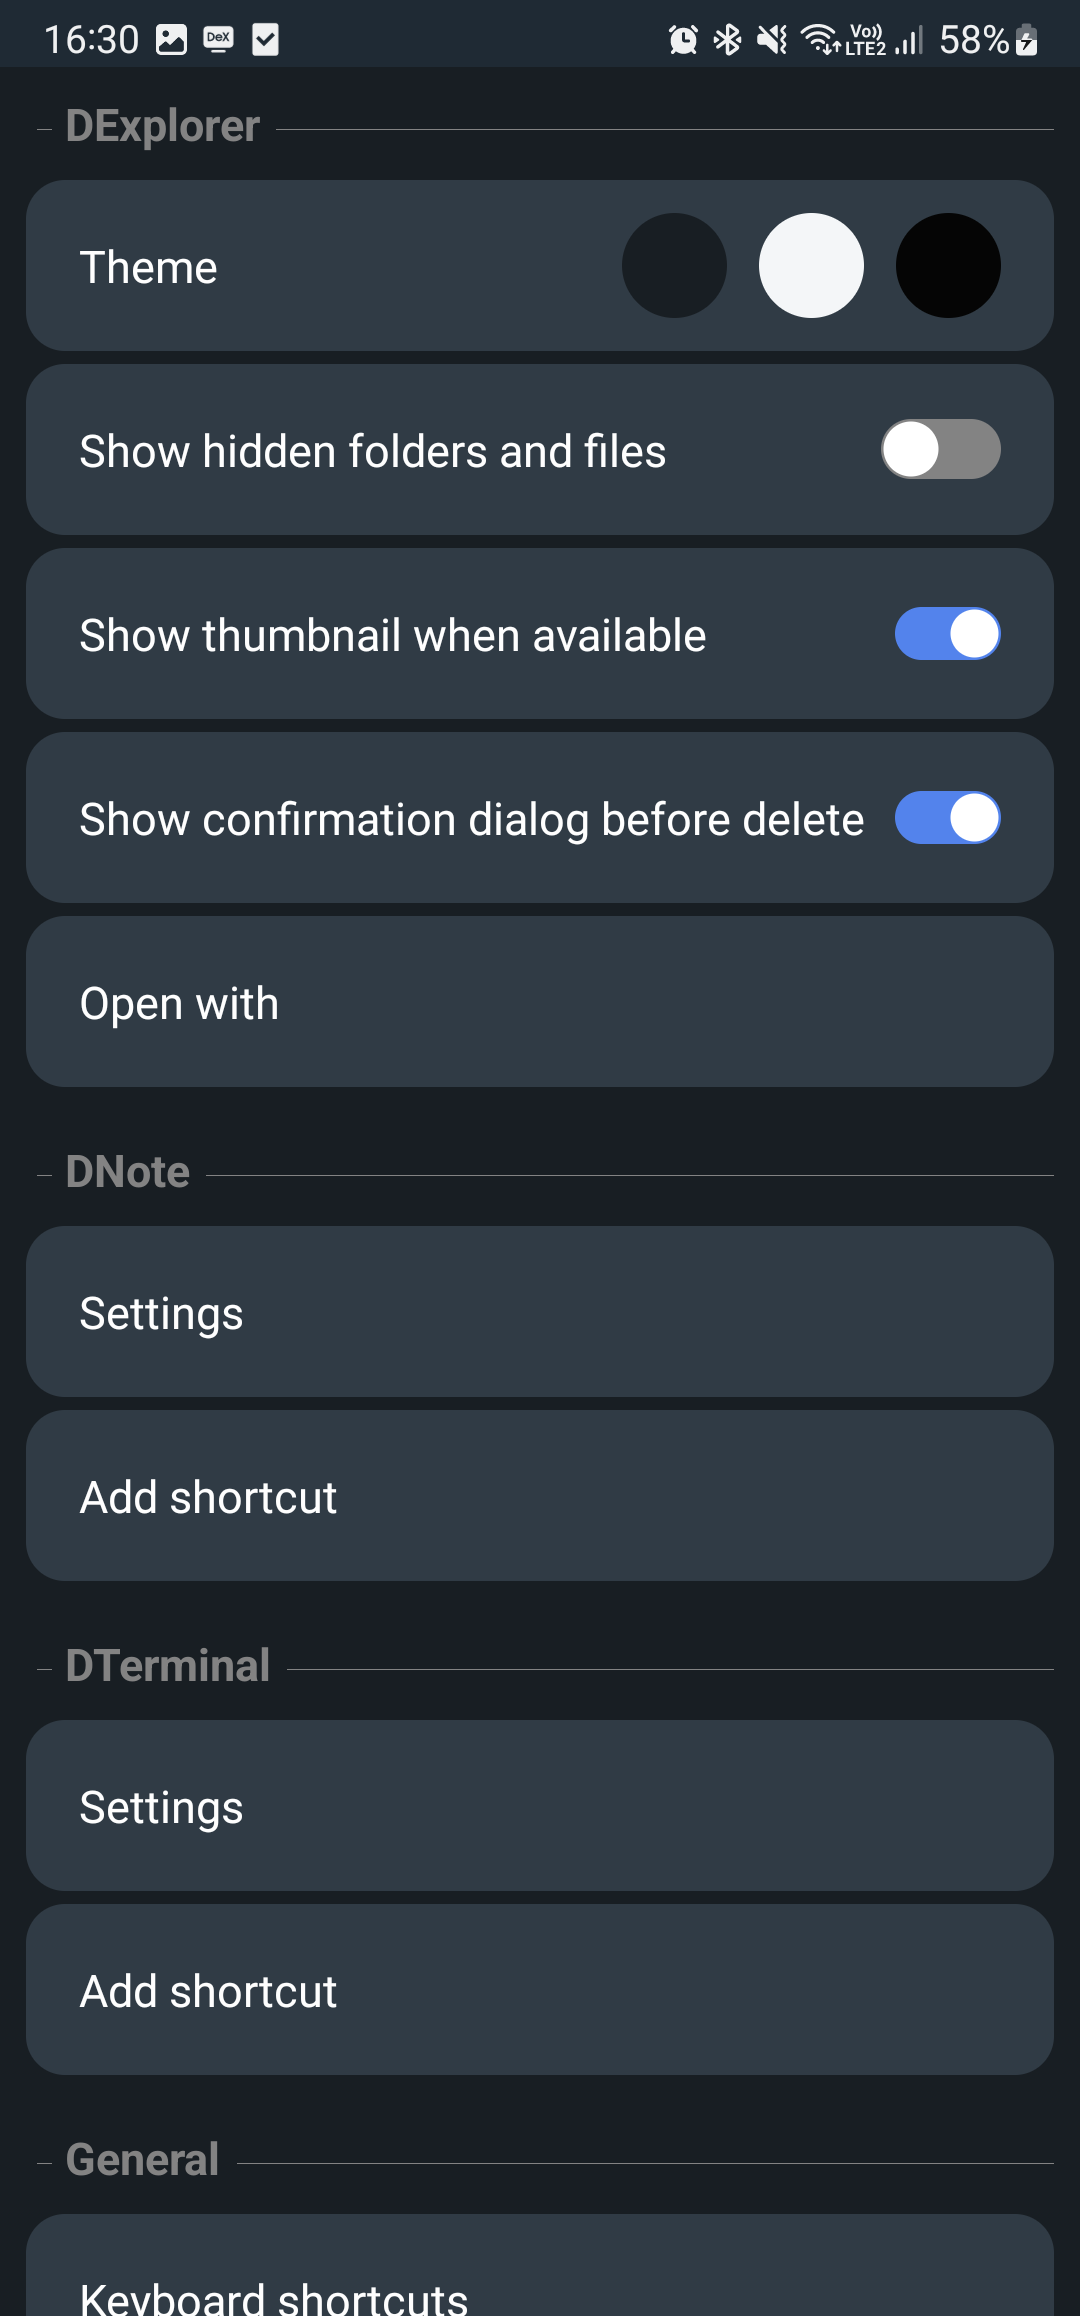 16:30 DeX Vo)) LTE2 58%
DExplorer
Theme
Show hidden folders and files
Show thumbnail when available
Show confirmation dialog before delete
Open with
DNote
Settings
Add shortcut
DTerminal
Settings
Add shortcut
General
Keyboard shortcuts